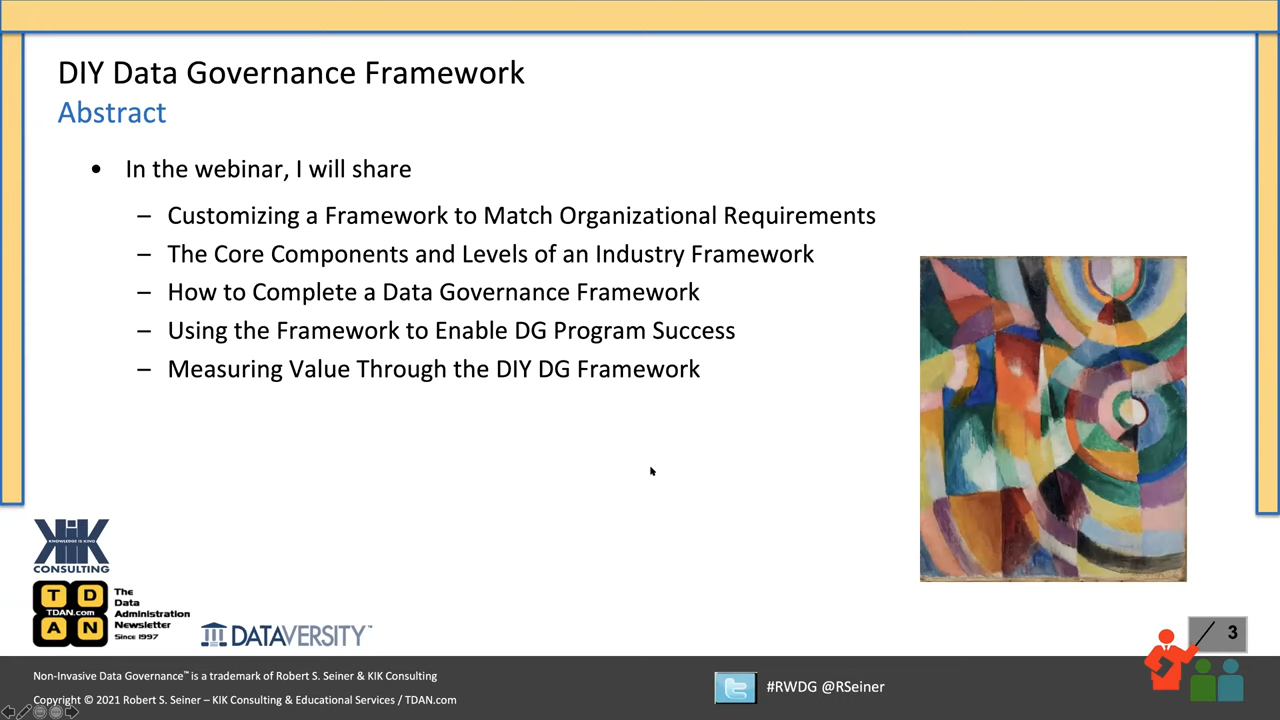 DIY Data Governance Framework
Abstract
• In the webinar, I will share
– Customizing a Framework to Match Organizational Requirements
– The Core Components and Levels of an Industry Framework
– How to Complete a Data Governance Framework
– Using the Framework to Enable DG Program Success
– Measuring Value Through the DIY DG Framework
KIK
KNOWLEDGE IS KING
CONSULTING
T D
TDAN.com
A N
The
Data
Administration
Newsletter
Since 1997
DATAVERSITY™
3
Non-Invasive Data Governance™ is a trademark of Robert S. Seiner & KIK Consulting
Copyright © 2021 Robert S. Seiner – KIK Consulting & Educational Services / TDAN.com
#RWDG @RSeiner